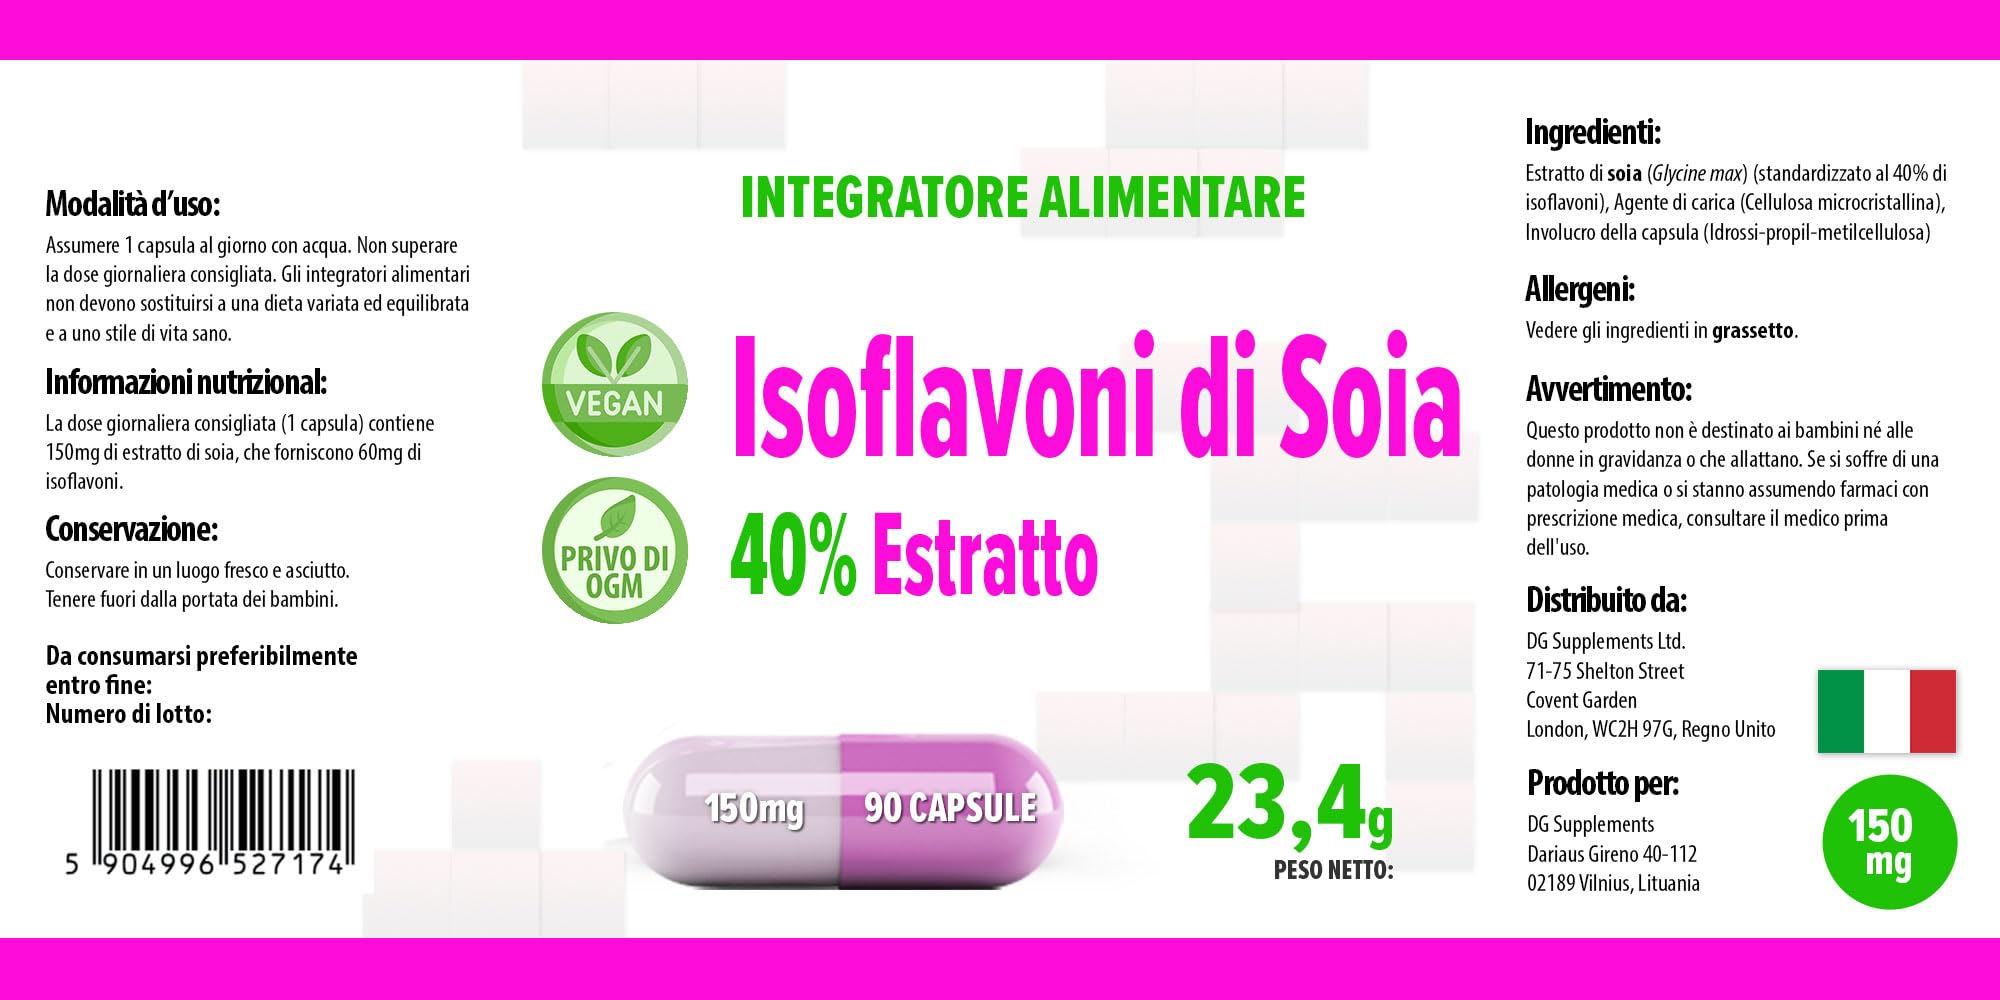 Modalità d’uso:
Assumere 1 capsula al giorno con acqua. Non superare
la dose giornaliera consigliata. Gli integratori alimentari
non devono sostituirsi a una dieta variata ed equilibrata
e a uno stile di vita sano.
Informazioni nutrizional:
La dose giornaliera consigliata (1 capsula) contiene
150mg di estratto di soia, che forniscono 60mg di
isoflavoni.
Conservazione:
Conservare in un luogo fresco e asciutto.
Tenere fuori dalla portata dei bambini.
Da consumarsi preferibilmente
entro fine:
Numero di lotto:
5 904996 527174
INTEGRATORE ALIMENTARE
VEGAN
Isoflavoni di Soia
PRIVO DI
OGM
40% Estratto
150mg 90 CAPSULE
23,4g
PESO NETTO:
Ingredienti:
Estratto di soia (Glycine max) (standardizzato al 40% di
isoflavoni), Agente di carica (Cellulosa microcristallina),
Involucro della capsula (Idrossi-propil-metilcellulosa)
Allergeni:
Vedere gli ingredienti in grassetto.
Avvertimento:
Questo prodotto non è destinato ai bambini né alle
donne in gravidanza o che allattano. Se si soffre di una
patologia medica o si stanno assumendo farmaci con
prescrizione medica, consultare il medico prima
dell'uso.
Distribuito da:
DG Supplements Ltd.
71-75 Shelton Street
Covent Garden
London, WC2H 97G, Regno Unito
Prodotto per:
DG Supplements
Dariaus Gireno 40-112
02189 Vilnius, Lituania
150
mg